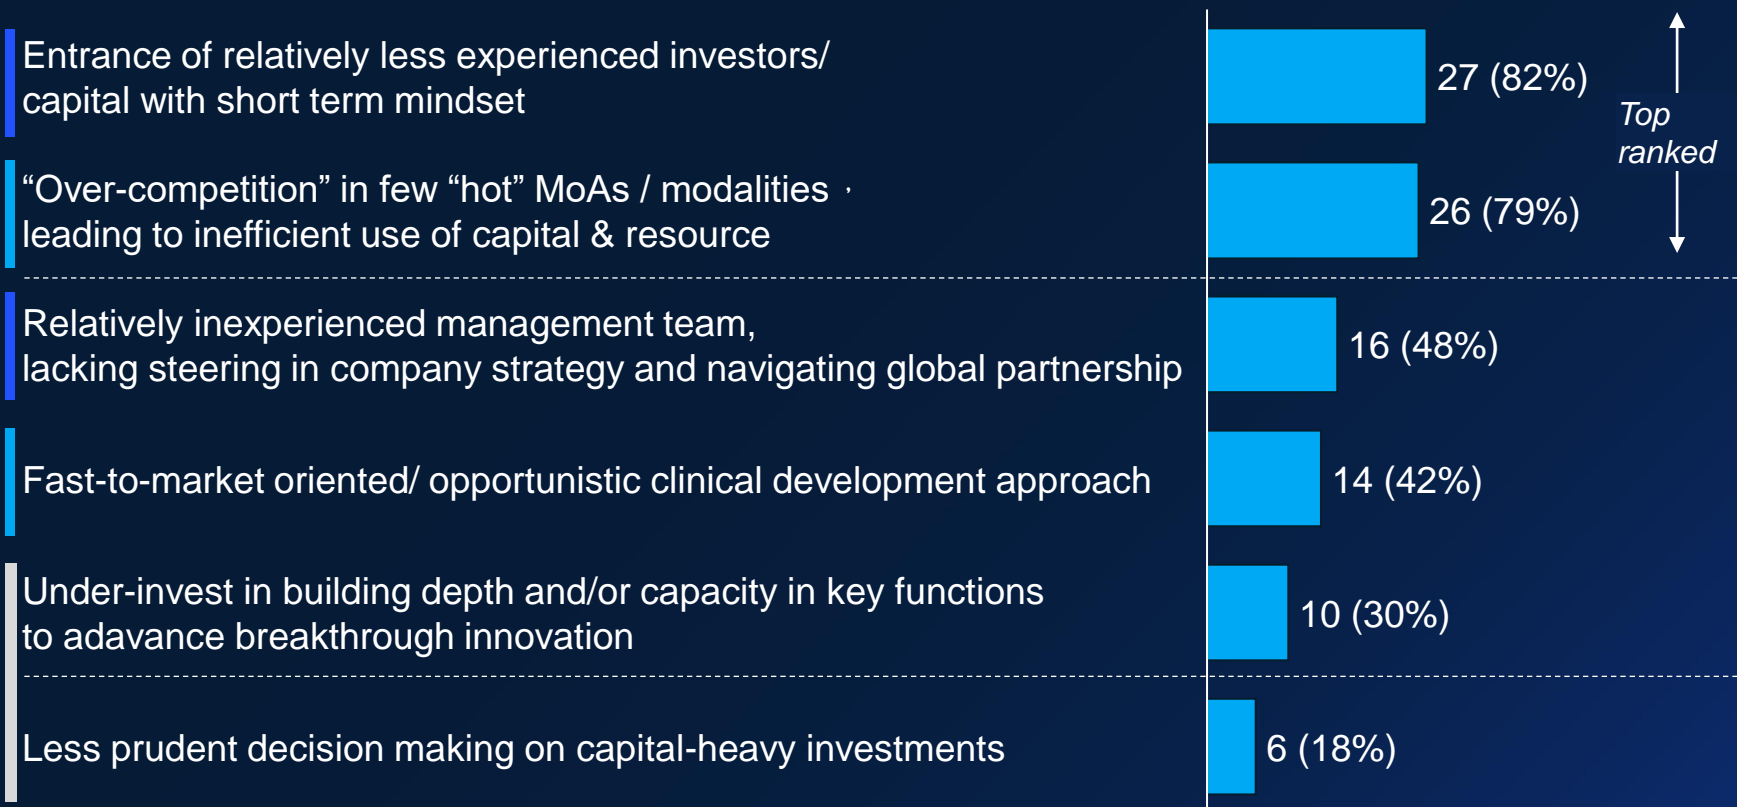 Entrance of relatively less experienced investors/
capital with short term mindset
27 (82%)
Top
ranked
“Over-competition” in few “hot” MoAs / modalities ,
leading to inefficient use of capital & resource
26 (79%)
Relatively inexperienced management team,
lacking steering in company strategy and navigating global partnership
16 (48%)
Fast-to-market oriented/ opportunistic clinical development approach
14 (42%)
Under-invest in building depth and/or capacity in key functions
to adavance breakthrough innovation
10 (30%)
Less prudent decision making on capital-heavy investments
6 (18%)